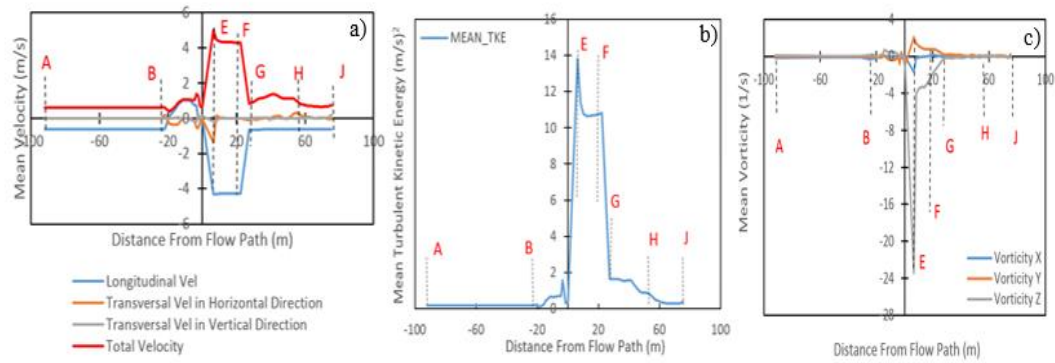 a)
Mean Velocity (m/s)
6
4
2
0
-2
-4
-6
-100 -60 -20 20 60 100
A B E F G H J
Distance From Flow Path (m)
Longitudinal Vel
Transversal Vel in Horizontal Direction
Transversal Vel in Vertical Direction
Total Velocity
b)
Mean Turbulent Kinetic Energy (m/s)²
16
14
12
10
8
6
4
2
0
-100 -60 -20 20 60 100
MEAN_TKE
A B E F G H J
Distance From Flow Path (m)
c)
Mean Vorticity (1/s)
4
0
-4
-8
-12
-16
-20
-24
-28
-100 -60 -20 20 60 100
A B E F G H J
Vorticity X
Vorticity Y
Vorticity Z
Distance From Flow Path (m)